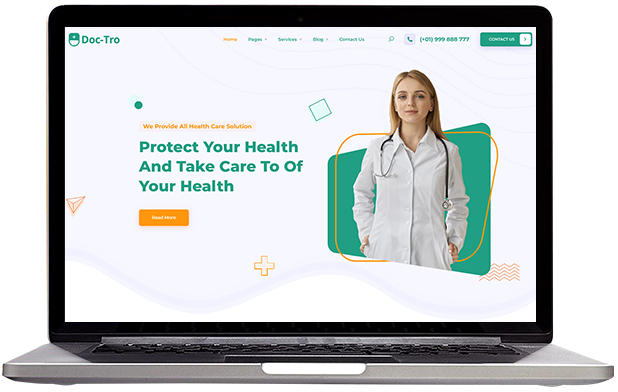 Doc-Tro
Home Pages Services Blog Contact Us (+01) 999 888 777 CONTACT US
We Provide All Health Care Solution
Protect Your Health
And Take Care To Of
Your Health
Read More